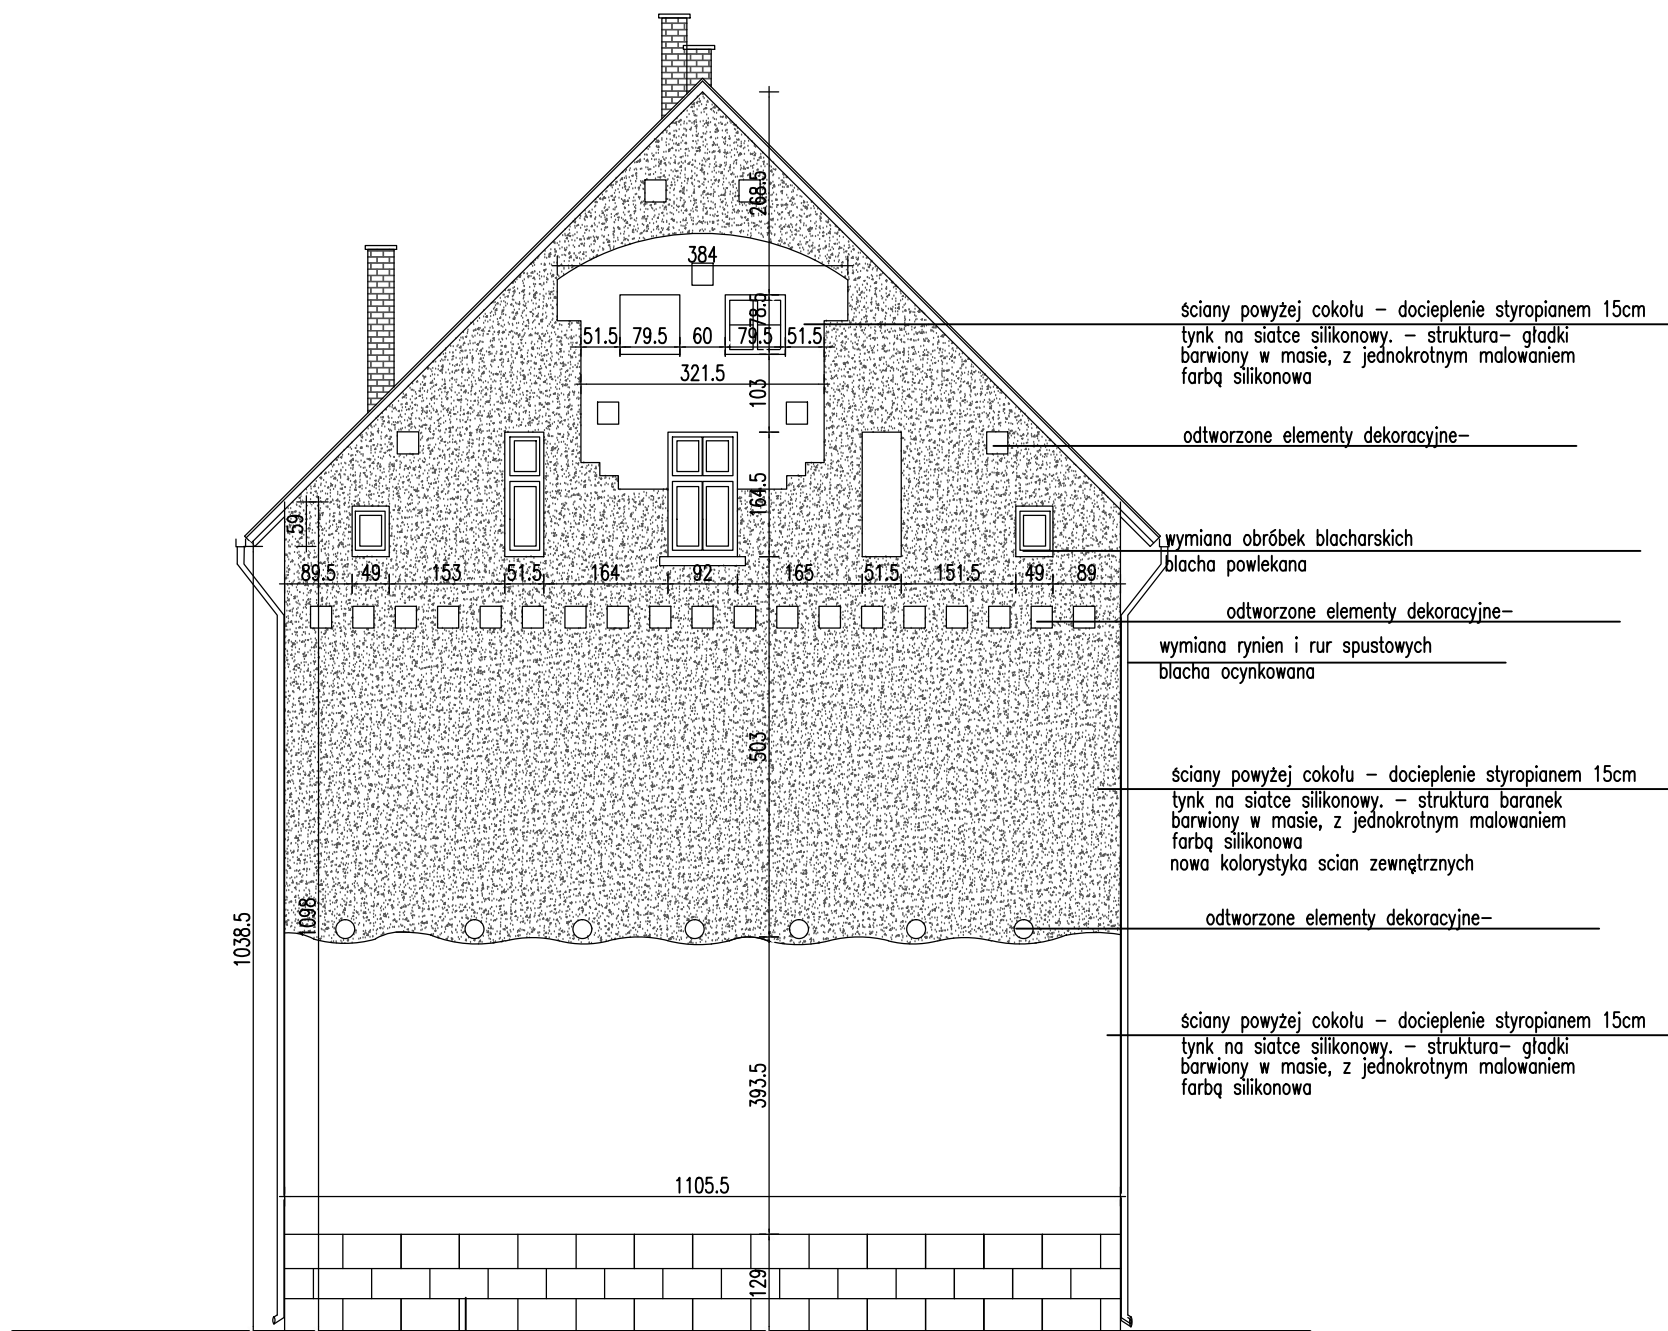 268.5
384
78.5
51.5 79.5 60 79.5 51.5
321.5
103
164.5
59
89.5 49 153 51.5 164 92 165 51.5 151.5 49 89
503
1098
1038.5
393.5
1105.5
129
ściany powyżej cokołu – docieplenie styropianem 15cm
tynk na siatce silikonowy. – struktura– gładki
barwiony w masie, z jednokrotnym malowaniem
farbą silikonowa
odtworzone elementy dekoracyjne–
wymiana obróbek blacharskich
blacha powlekana
odtworzone elementy dekoracyjne–
wymiana rynien i rur spustowych
blacha ocynkowana
ściany powyżej cokołu – docieplenie styropianem 15cm
tynk na siatce silikonowy. – struktura baranek
barwiony w masie, z jednokrotnym malowaniem
farbą silikonowa
nowa kolorystyka scian zewnętrznych
odtworzone elementy dekoracyjne–
ściany powyżej cokołu – docieplenie styropianem 15cm
tynk na siatce silikonowy. – struktura– gładki
barwiony w masie, z jednokrotnym malowaniem
farbą silikonowa